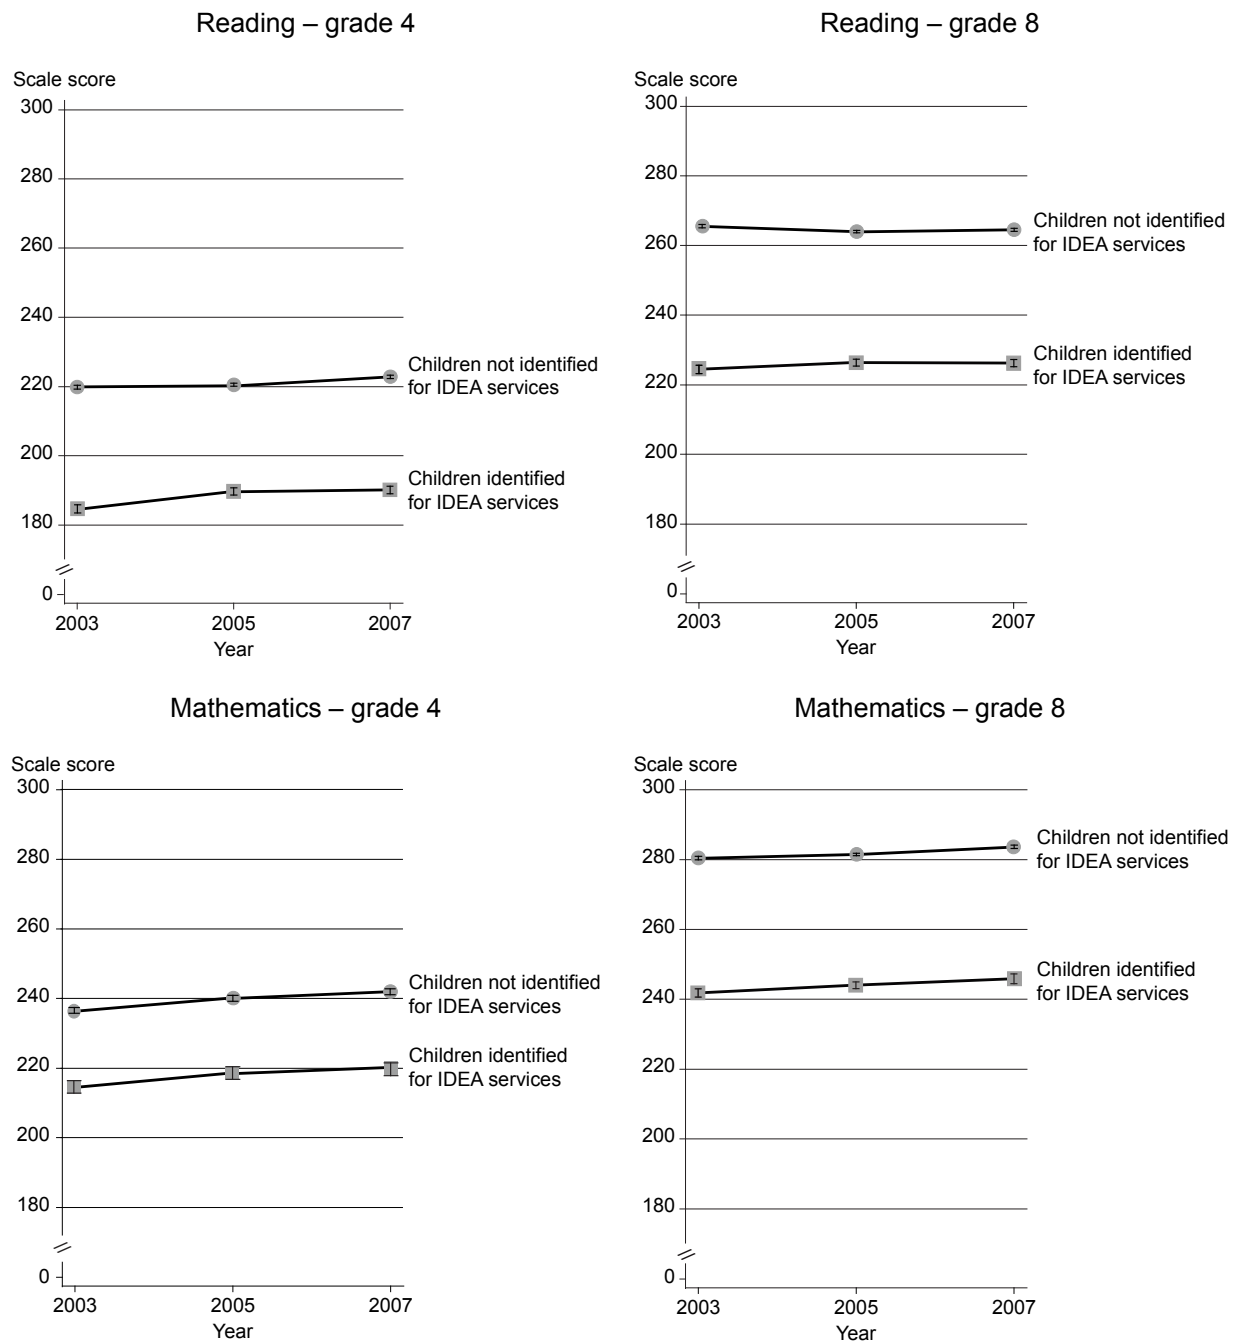 Reading – grade 4
Scale score
300
280
260
240
220
200
180
0
Children not identified
for IDEA services
Children identified
for IDEA services
2003 2005 2007
Year
Reading – grade 8
Scale score
300
280
260
240
220
200
180
0
Children not identified
for IDEA services
Children identified
for IDEA services
2003 2005 2007
Year
Mathematics – grade 4
Scale score
300
280
260
240
220
200
180
0
Children not identified
for IDEA services
Children identified
for IDEA services
2003 2005 2007
Year
Mathematics – grade 8
Scale score
300
280
260
240
220
200
180
0
Children not identified
for IDEA services
Children identified
for IDEA services
2003 2005 2007
Year